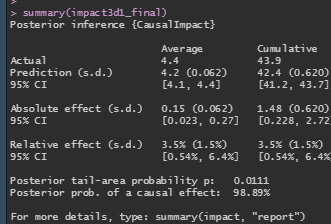 >
> summary(impact3d1_final)
Posterior inference {CausalImpact}
Average Cumulative
Actual 4.4 43.9
Prediction (s.d.) 4.2 (0.062) 42.4 (0.620)
95% CI [4.1, 4.4] [41.2, 43.7]
Absolute effect (s.d.) 0.15 (0.062) 1.48 (0.620)
95% CI [0.023, 0.27] [0.228, 2.72
Relative effect (s.d.) 3.5% (1.5%) 3.5% (1.5%)
95% CI [0.54%, 6.4%] [0.54%, 6.4%
Posterior tail-area probability p: 0.0111
Posterior prob. of a causal effect: 98.89%
For more details, type: summary(impact, "report")